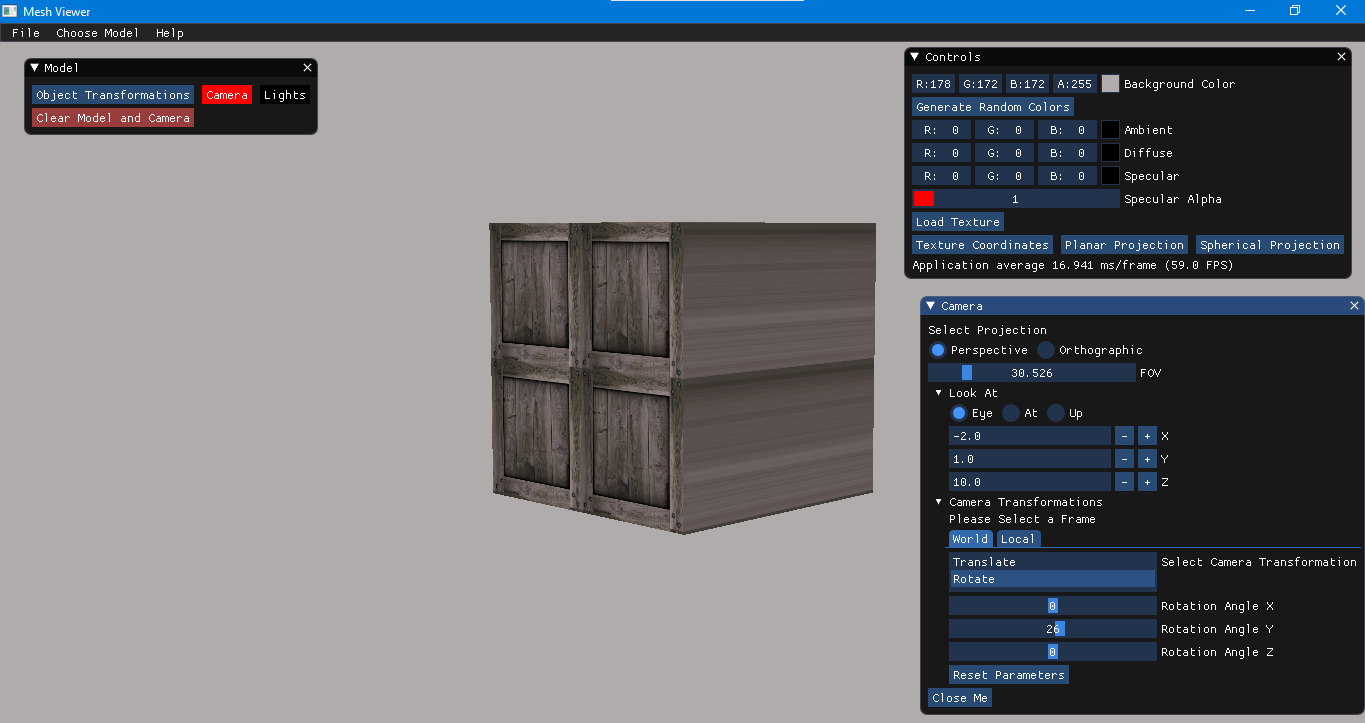 Mesh Viewer
File Choose Model Help
Model
Object Transformations Camera Lights
Clear Model and Camera
Controls
R:178 G:172 B:172 A:255 Background Color
Generate Random Colors
R: 0 G: 0 B: 0 Ambient
R: 0 G: 0 B: 0 Diffuse
R: 0 G: 0 B: 0 Specular
1 Specular Alpha
Load Texture
Texture Coordinates Planar Projection Spherical Projection
Application average 16.941 ms/frame (59.0 FPS)
Camera
Select Projection
Perspective Orthographic
30.526 FOV
Look At
Eye At Up
-2.0 - + X
1.0 - + Y
10.0 - + Z
Camera Transformations
Please Select a Frame
World Local
Translate Select Camera Transformation
Rotate
0 Rotation Angle X
26 Rotation Angle Y
0 Rotation Angle Z
Reset Parameters
Close Me